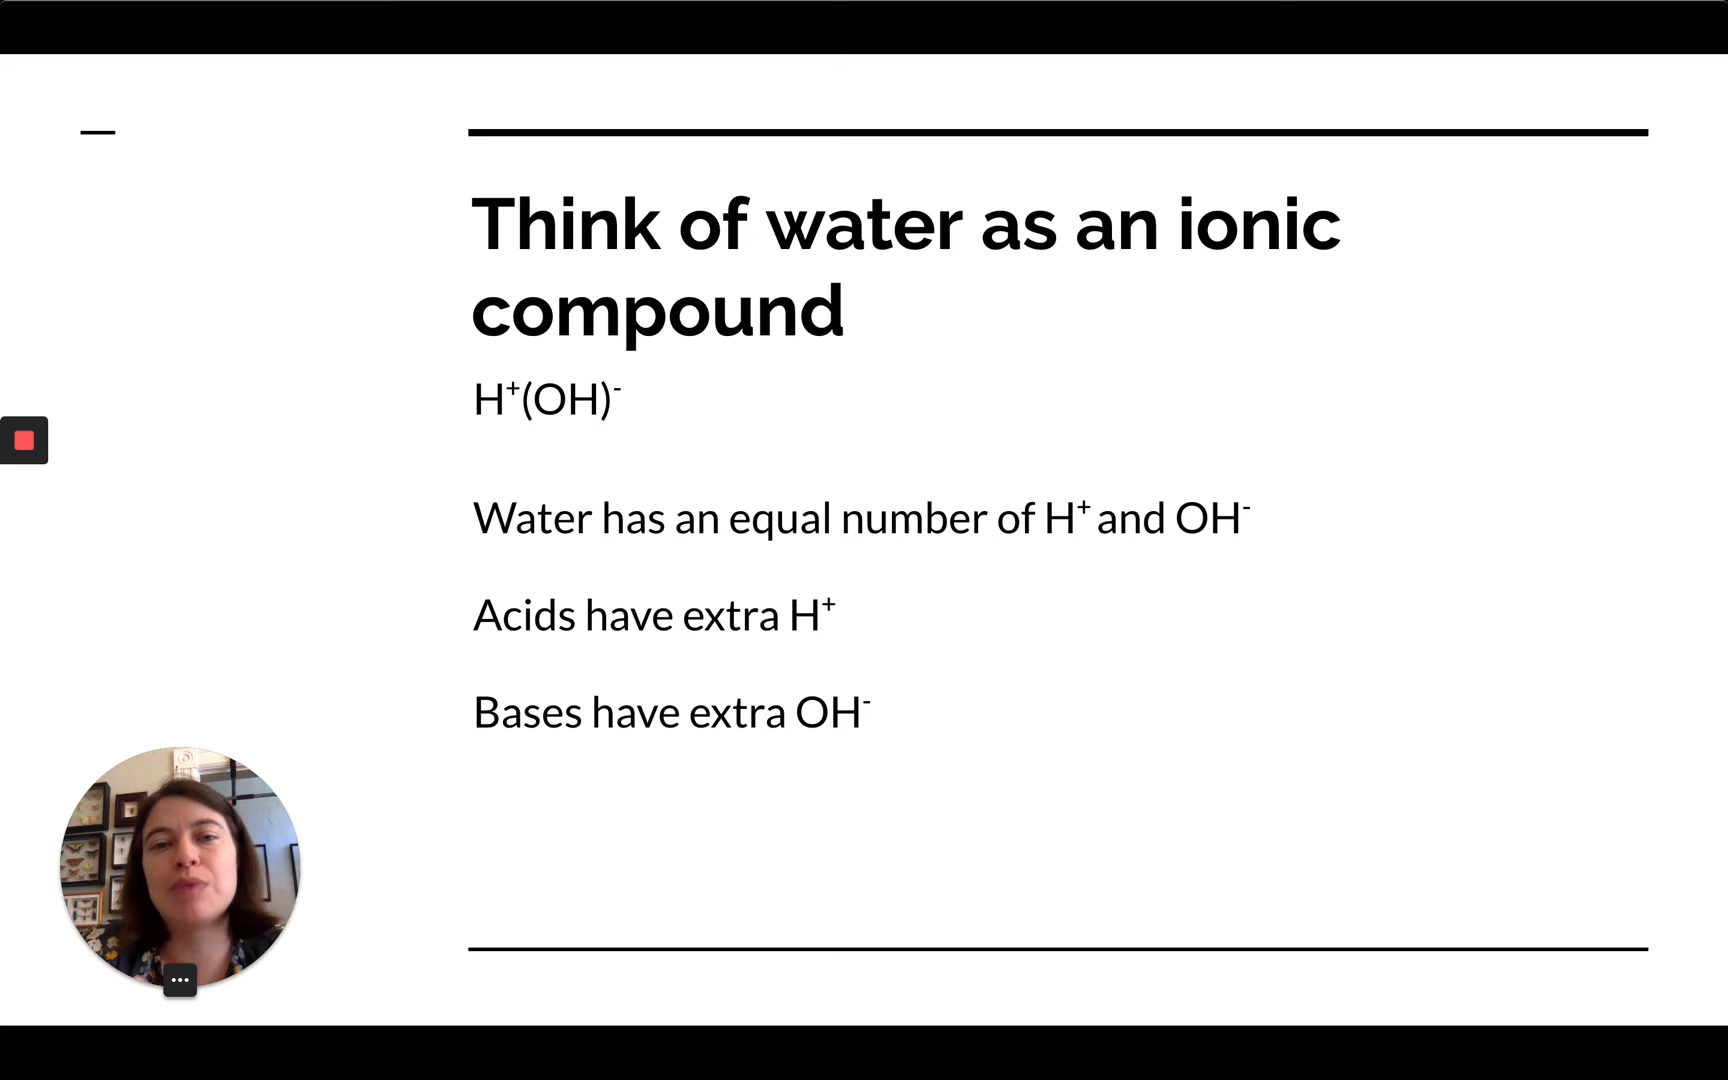 Think of water as an ionic
compound
H⁺(OH)⁻
Water has an equal number of H⁺ and OH⁻
Acids have extra H⁺
Bases have extra OH⁻